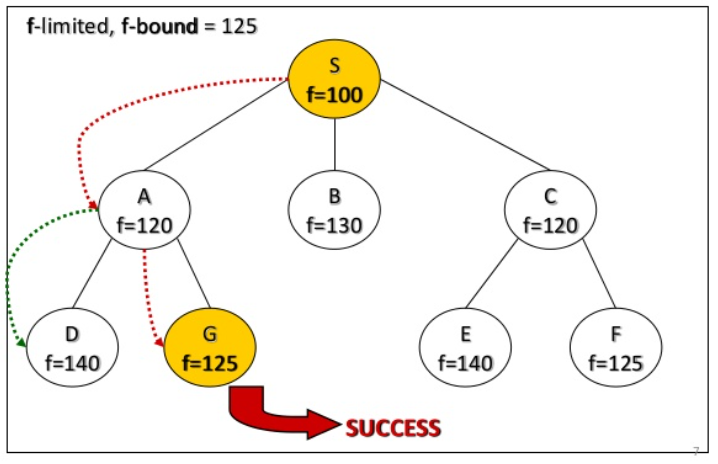 f-limited, f-bound = 125
S
f=100
A
f=120
B
f=130
C
f=120
D
f=140
G
f=125
E
f=140
F
f=125
SUCCESS
7